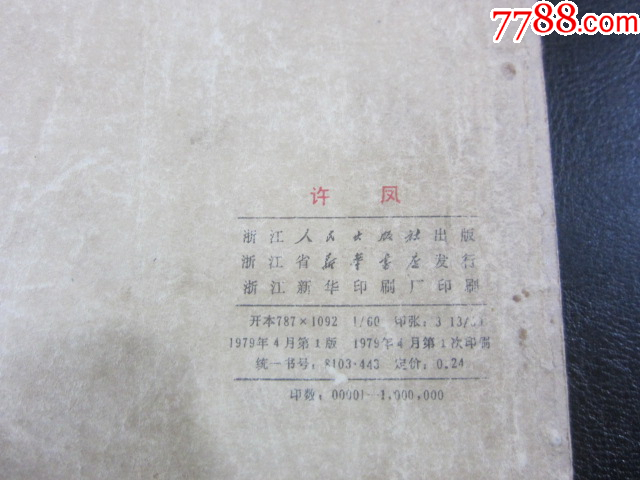 7788.com
许 凤
浙江人民出版社出版
浙江省新华书店发行
浙江新华印刷厂印刷
开本787×1092 1/60 印张:3 13/
1979年4月第1版 1979年4月第1次印刷
统一书号:8103·443 定价:0.24
印数:00001—1,000,000